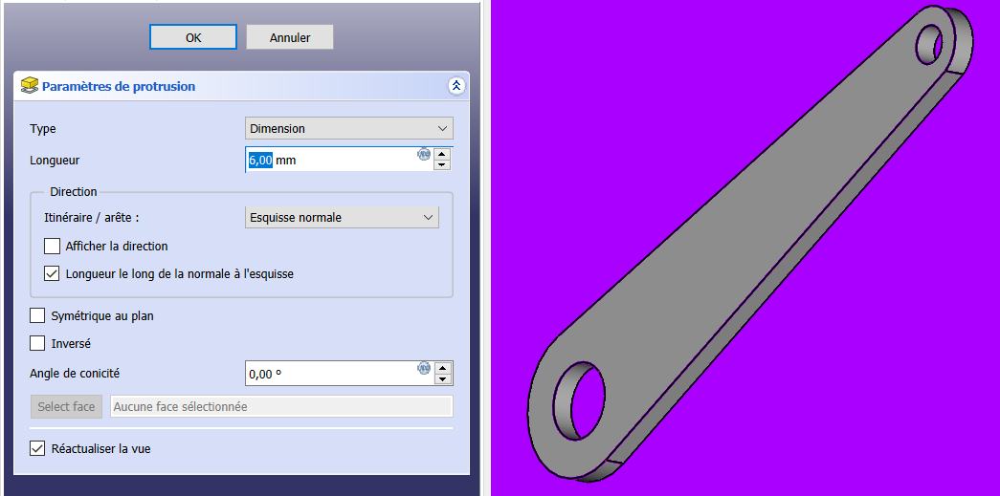 OK Annuler
Paramètres de protrusion
Type Dimension
Longueur 6,00 mm
Direction
Itinéraire / arête : Esquisse normale
Afficher la direction
Longueur le long de la normale à l'esquisse
Symétrique au plan
Inversé
Angle de conicité 0,00 º
Select face Aucune face sélectionnée
Réactualiser la vue